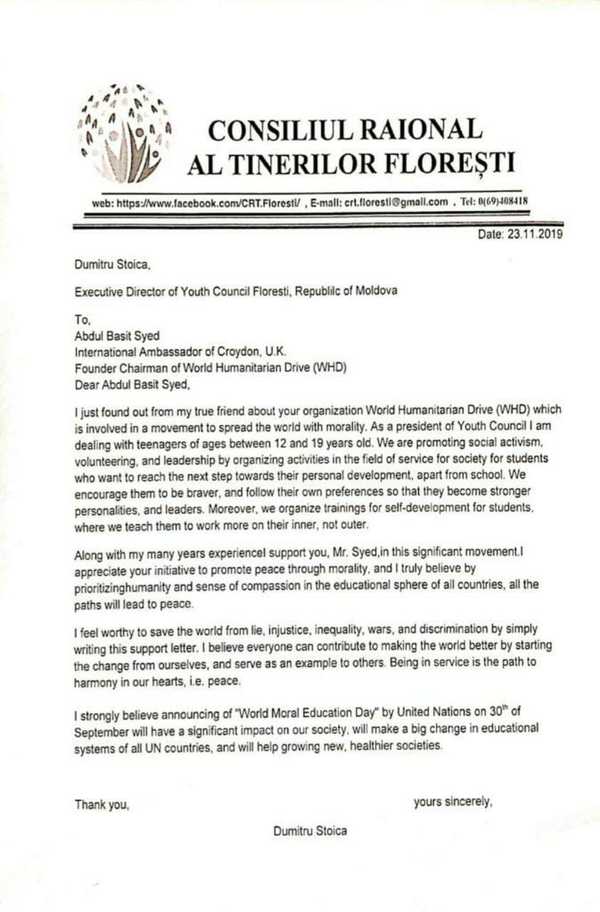 CONSILIUL RAIONAL
AL TINERILOR FLOREȘTI
web: https://www.facebook.com/CRT.Floresti/ , E-mail: crt.floresti@gmail.com , Tel: 0(69)408418
Date: 23.11.2019
Dumitru Stoica,
Executive Director of Youth Council Floresti, Republilc of Moldova
To,
Abdul Basit Syed
International Ambassador of Croydon, U.K.
Founder Chairman of World Humanitarian Drive (WHD)
Dear Abdul Basit Syed,
I just found out from my true friend about your organization World Humanitarian Drive (WHD) which
is involved in a movement to spread the world with morality. As a president of Youth Council I am
dealing with teenagers of ages between 12 and 19 years old. We are promoting social activism,
volunteering, and leadership by organizing activities in the field of service for society for students
who want to reach the next step towards their personal development, apart from school. We
encourage them to be braver, and follow their own preferences so that they become stronger
personalities, and leaders. Moreover, we organize trainings for self-development for students,
where we teach them to work more on their inner, not outer.
Along with my many years experienceI support you, Mr. Syed,in this significant movement.I
appreciate your initiative to promote peace through morality, and I truly believe by
prioritizinghumanity and sense of compassion in the educational sphere of all countries, all the
paths will lead to peace.
I feel worthy to save the world from lie, injustice, inequality, wars, and discrimination by simply
writing this support letter. I believe everyone can contribute to making the world better by starting
the change from ourselves, and serve as an example to others. Being in service is the path to
harmony in our hearts, i.e. peace.
I strongly believe announcing of "World Moral Education Day" by United Nations on 30th of
September will have a significant impact on our society, will make a big change in educational
systems of all UN countries, and will help growing new, healthier societies.
Thank you, yours sincerely,
Dumitru Stoica